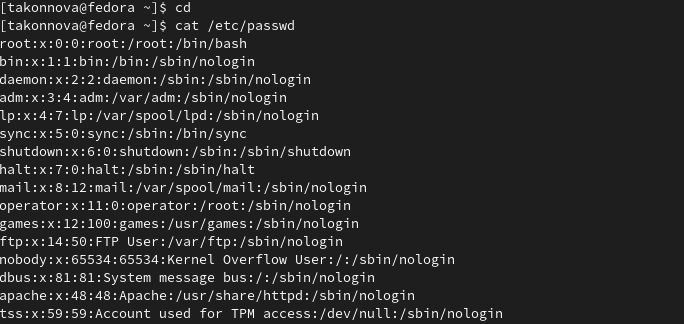 [takonnova@fedora ~]$ cd
[takonnova@fedora ~]$ cat /etc/passwd
root:x:0:0:root:/root:/bin/bash
bin:x:1:1:bin:/bin:/sbin/nologin
daemon:x:2:2:daemon:/sbin:/sbin/nologin
adm:x:3:4:adm:/var/adm:/sbin/nologin
lp:x:4:7:lp:/var/spool/lpd:/sbin/nologin
sync:x:5:0:sync:/sbin:/bin/sync
shutdown:x:6:0:shutdown:/sbin:/sbin/shutdown
halt:x:7:0:halt:/sbin:/sbin/halt
mail:x:8:12:mail:/var/spool/mail:/sbin/nologin
operator:x:11:0:operator:/root:/sbin/nologin
games:x:12:100:games:/usr/games:/sbin/nologin
ftp:x:14:50:FTP User:/var/ftp:/sbin/nologin
nobody:x:65534:65534:Kernel Overflow User:/:/sbin/nologin
dbus:x:81:81:System message bus:/:/sbin/nologin
apache:x:48:48:Apache:/usr/share/httpd:/sbin/nologin
tss:x:59:59:Account used for TPM access:/dev/null:/sbin/nologin